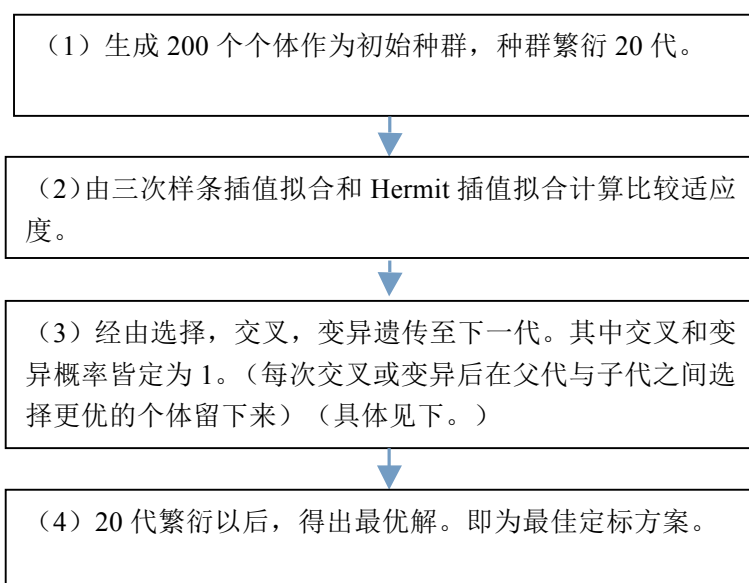 （1）生成 200 个个体作为初始种群，种群繁衍 20 代。
（2）由三次样条插值拟合和 Hermit 插值拟合计算比较适应
度。
（3）经由选择，交叉，变异遗传至下一代。其中交叉和变
异概率皆定为 1。（每次交叉或变异后在父代与子代之间选
择更优的个体留下来）（具体见下。）
（4）20 代繁衍以后，得出最优解。即为最佳定标方案。